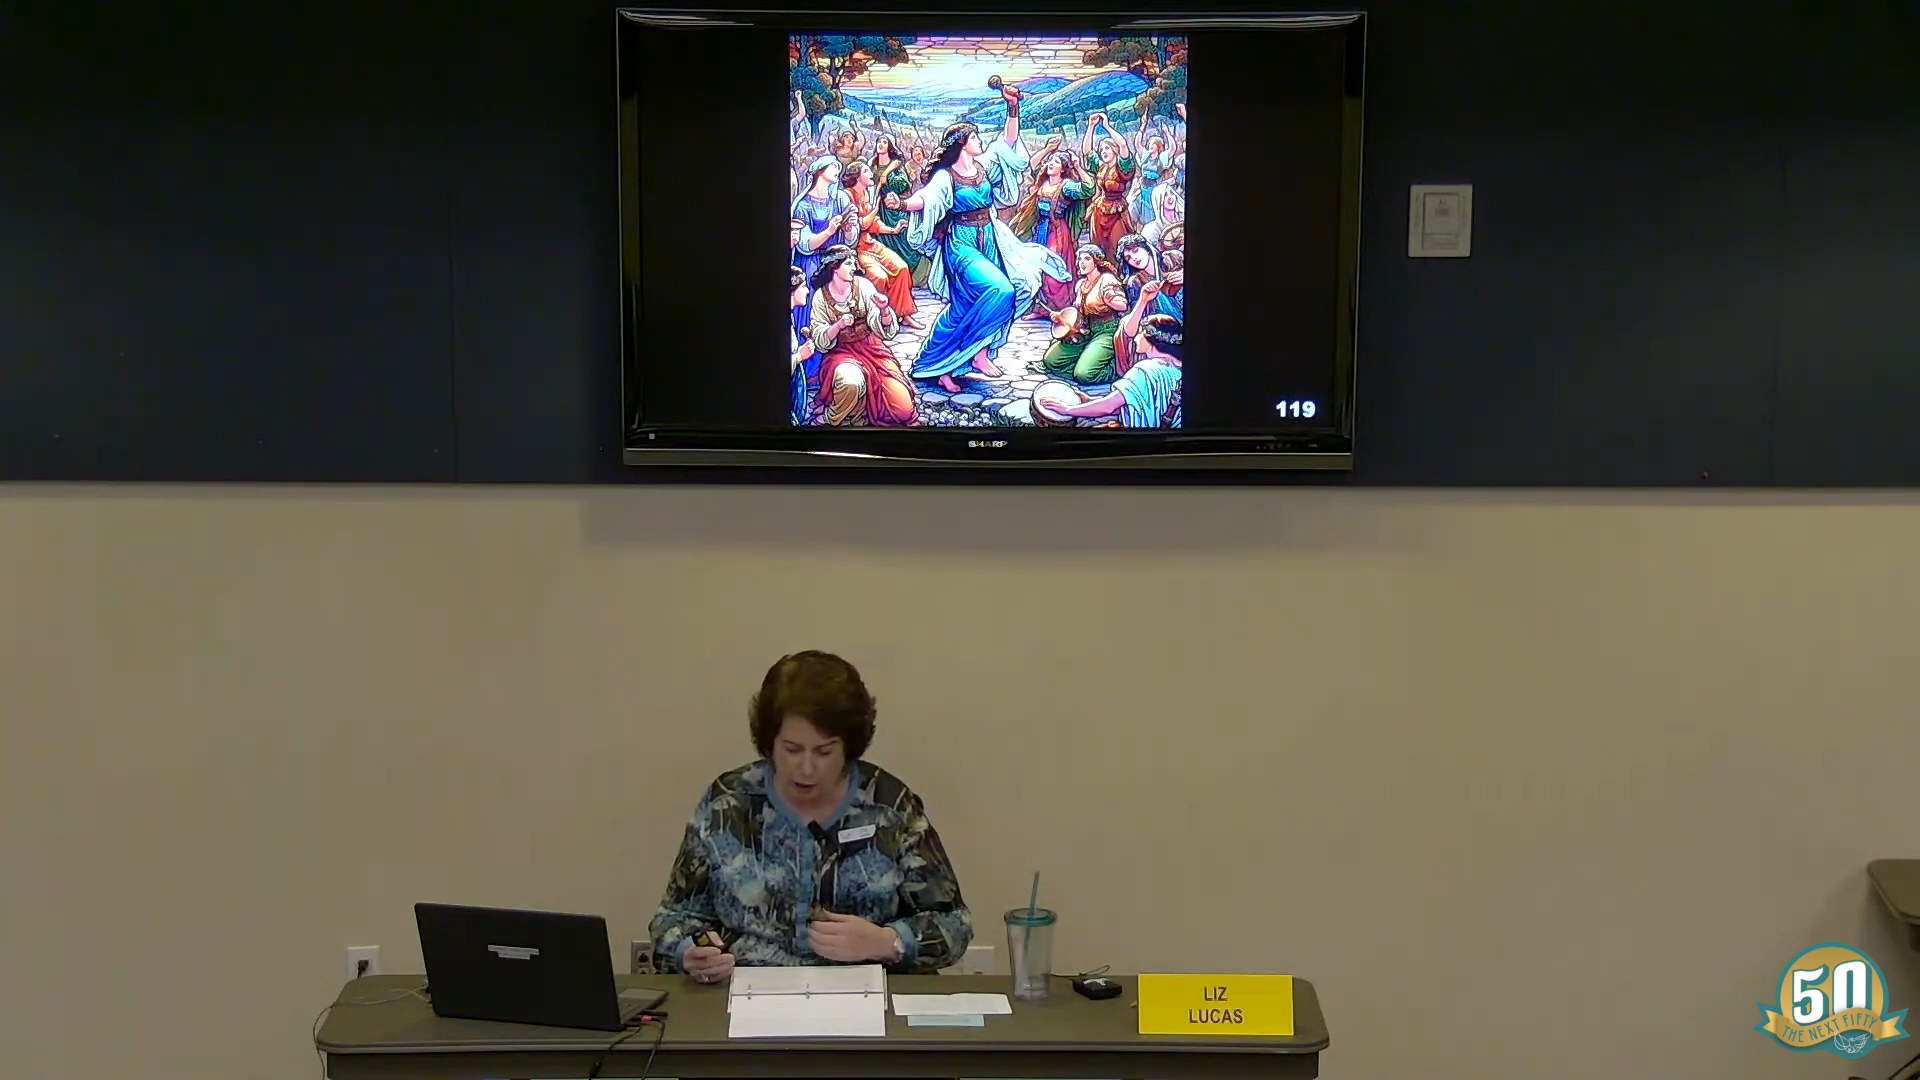 119
SHARP
LIZ
LUCAS
50
THE NEXT FIFTY